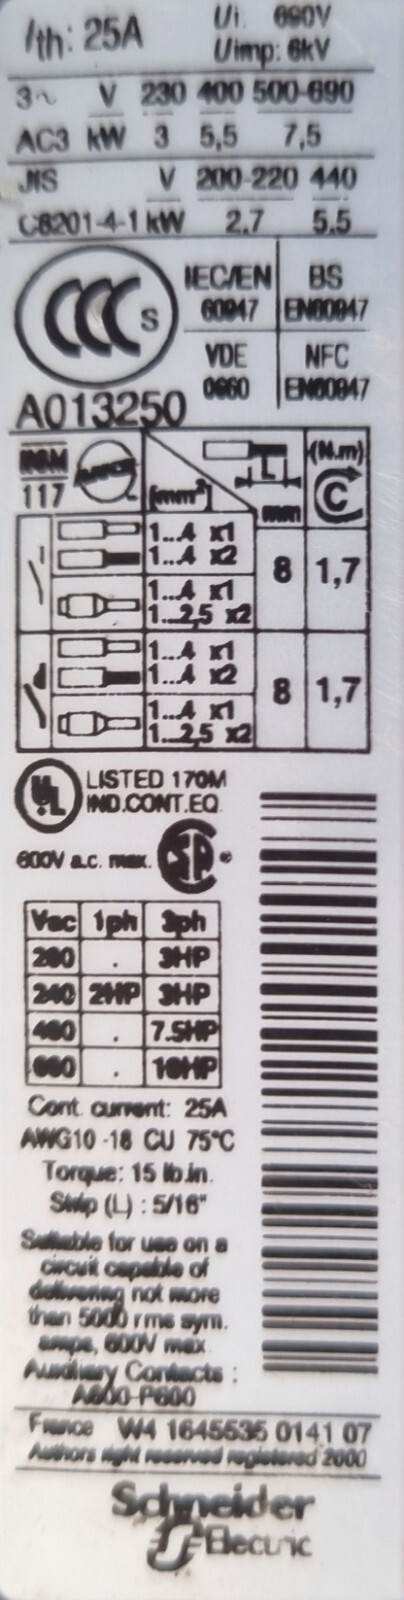 Ith: 25A
Ui: 690V
Uimp: 6kV
3~ V 230 400 500-690
AC3 kW 3 5,5 7,5
JIS V 200-220 440
C8201-4-1 kW 2.7 5.5
CCC S
IEC/EN 60947
BS EN60947
VDE 0660
NFC EN60947
A013250
117
[mm²] L mm (N.m) C
1...4 x1
1...4 x2
1...4 x1
1...2,5 x2
8 1,7
1...4 x1
1...4 x2
1...4 x1
1...2,5 x2
8 1,7
UL LISTED 170M
IND.CONT.EQ.
600V a.c. max. SA ®
Vac 1ph 3ph
200 . 3HP
240 2HP 3HP
480 . 7.5HP
600 . 10HP
Cont. current: 25A
AWG10 -18 CU 75°C
Torque: 15 lb.in.
Strip (L) : 5/16"
Suitable for use on a
circuit capable of
delivering not more
than 5000 rms sym.
amps, 600V max.
Auxiliary Contacts :
A600-P600
France W4 1645535 0141 07
Authors right reserved registered 2000
Schneider
Electric